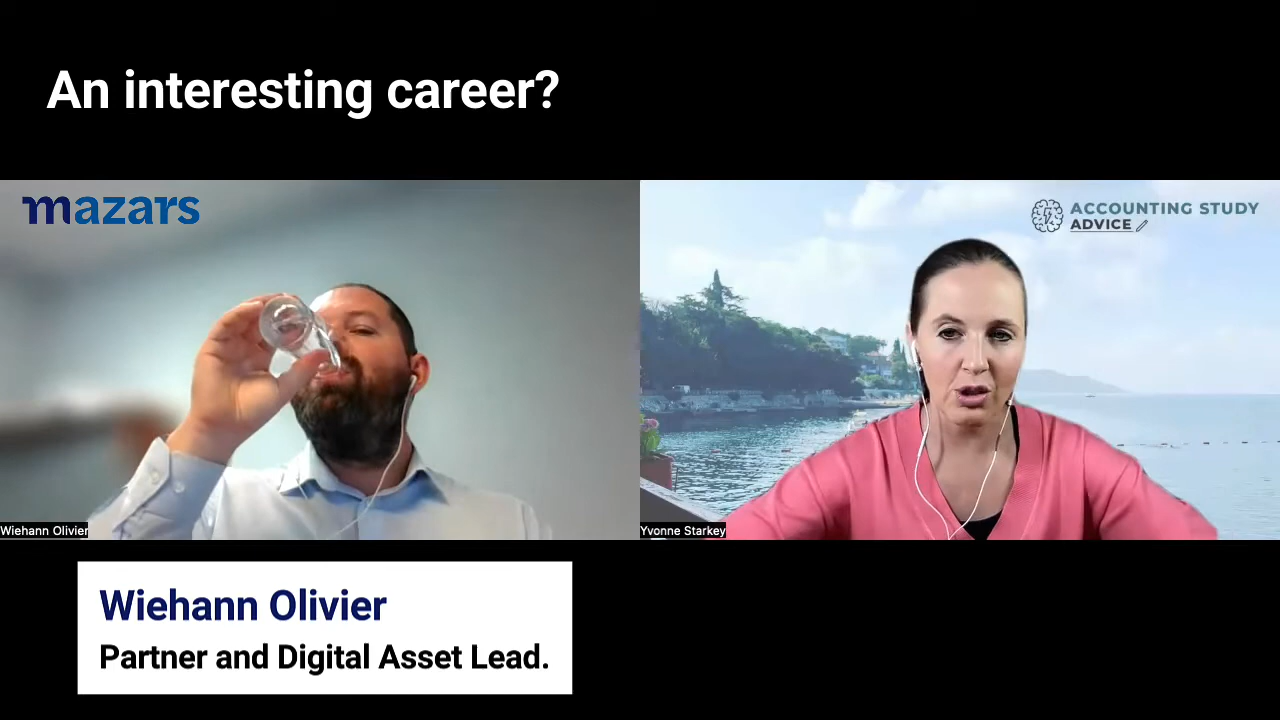 An interesting career?
mazars
ACCOUNTING STUDY
ADVICE
Wiehann Olivier
Yvonne Starkey
Wiehann Olivier
Partner and Digital Asset Lead.